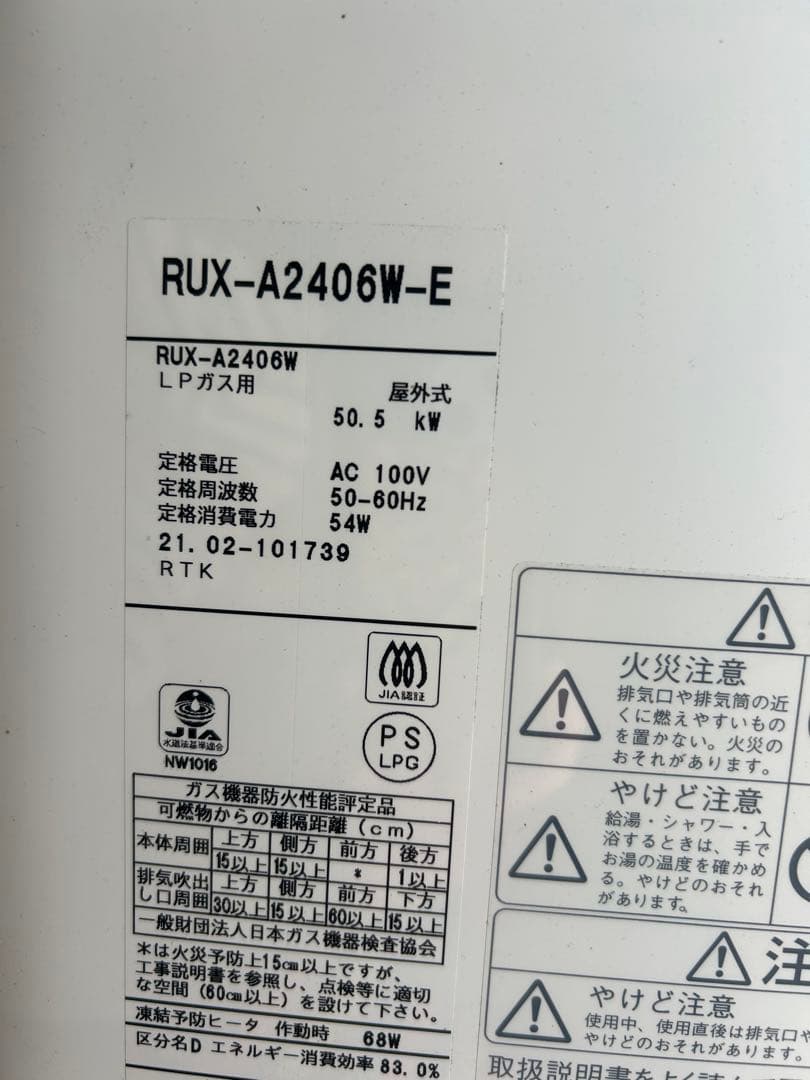 RUX-A2406W-E
RUX-A2406W
LPガス用
屋外式
50.5 kW
定格電圧 AC 100V
定格周波数 50-60Hz
定格消費電力 54W
21.02-101739
RTK
JIA認証
JIA
水道法基準適合
NW1016
PS
LPG
ガス機器防火性能評定品
可燃物からの離隔距離(cm)
本体周囲 上方 側方 前方 後方
15以上 15以上 * 1以上
排気吹出し口周囲 上方 側方 前方 下方
30以上 15以上 60以上 15以上
一般財団法人日本ガス機器検査協会
*は火災予防上15cm以上ですが、
工事説明書を参照し、点検等に適切
な空間(60cm以上)を設けて下さい。
凍結予防ヒータ 作動時 68W
区分名D エネルギー消費効率 83.0%
火災注意
排気口や排気筒の近
くに燃えやすいもの
を置かない。火災の
おそれがあります。
やけど注意
給湯・シャワー・入
浴するときは、手で
お湯の温度を確かめ
る。やけどのおそれ
があります。
注
やけど注意
使用中、使用直後は排気口や
やけどのおそれがあります。
取扱説明書をよく読